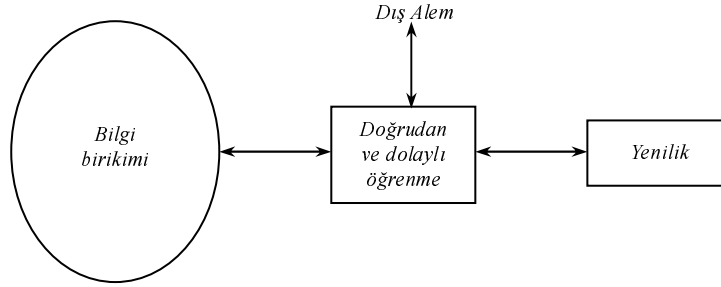 Dış Alem
Bilgi
birikimi
Doğrudan
ve dolaylı
öğrenme
Yenilik